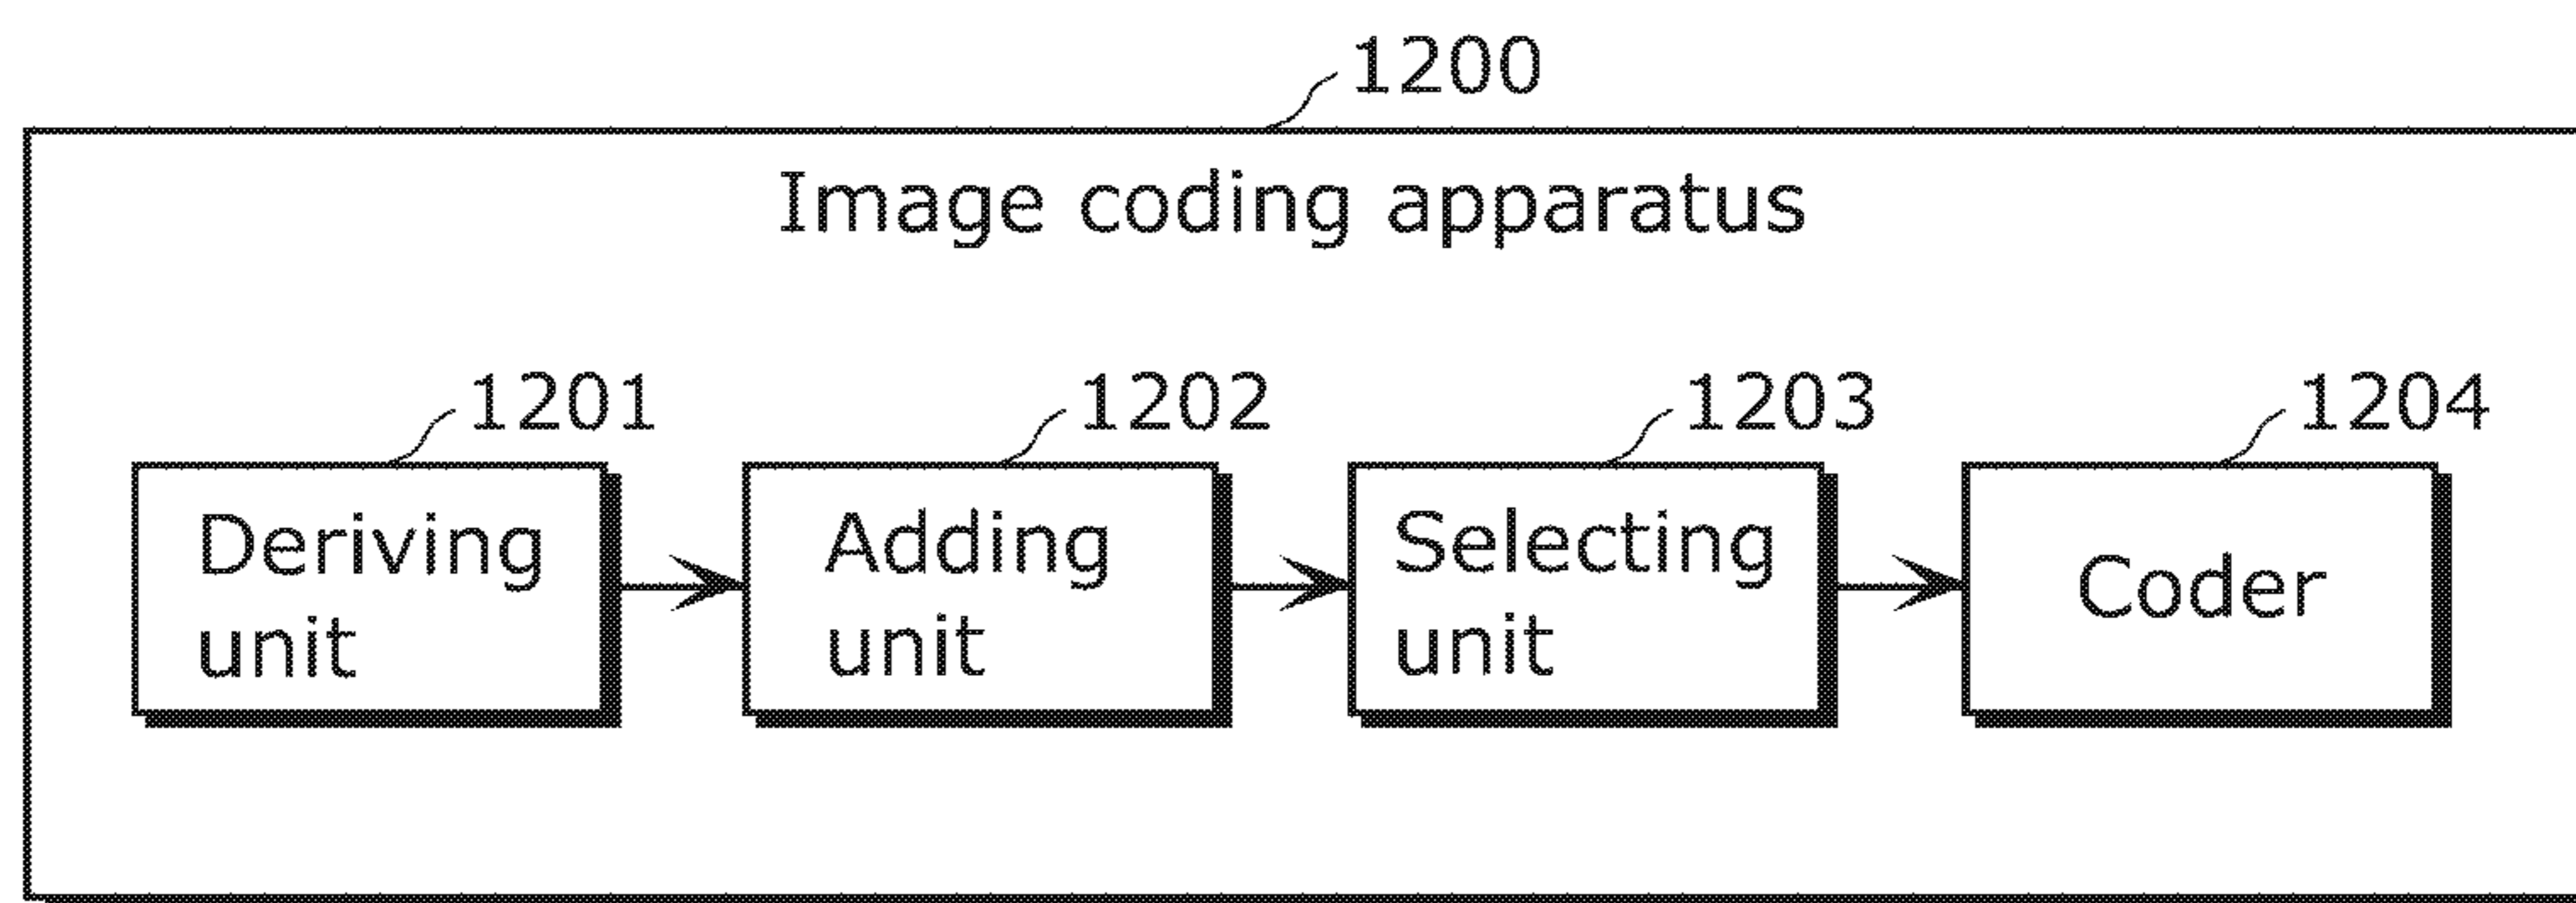 1200
Image coding apparatus
1201
1202
1203
1204
Deriving
unit
Adding
unit
Selecting
unit
Coder